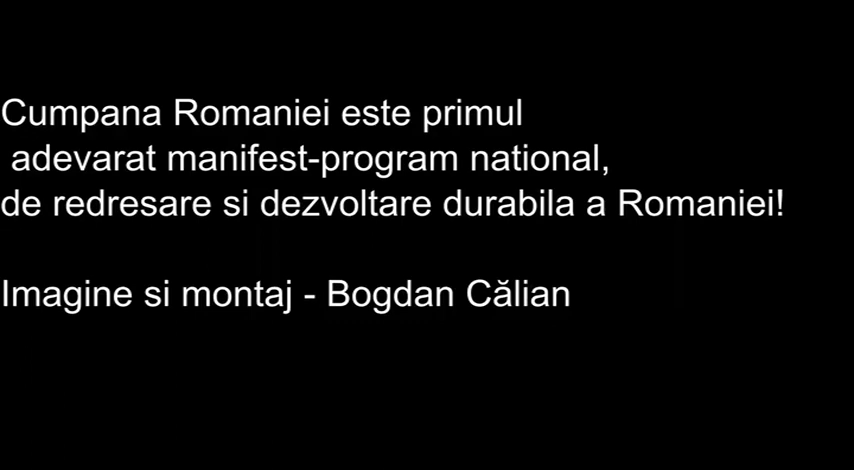 Cumpana Romaniei este primul
adevarat manifest-program national,
de redresare si dezvoltare durabila a Romaniei!
Imagine si montaj - Bogdan Călian